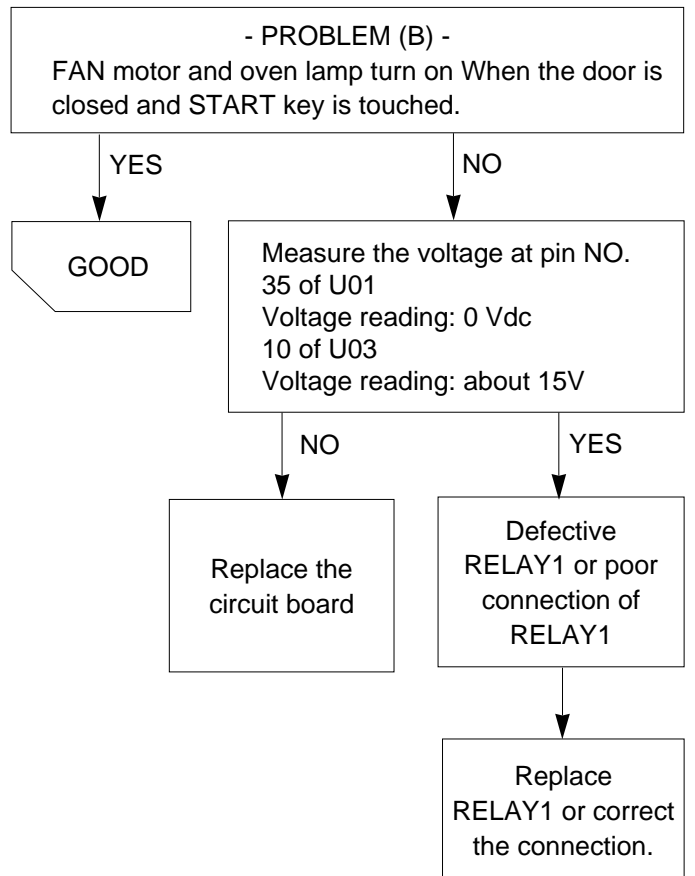 - PROBLEM (B) -
FAN motor and oven lamp turn on When the door is
closed and START key is touched.
YES
NO
GOOD
Measure the voltage at pin NO.
35 of U01
Voltage reading: 0 Vdc
10 of U03
Voltage reading: about 15V
NO
YES
Replace the
circuit board
Defective
RELAY1 or poor
connection of
RELAY1
Replace
RELAY1 or correct
the connection.